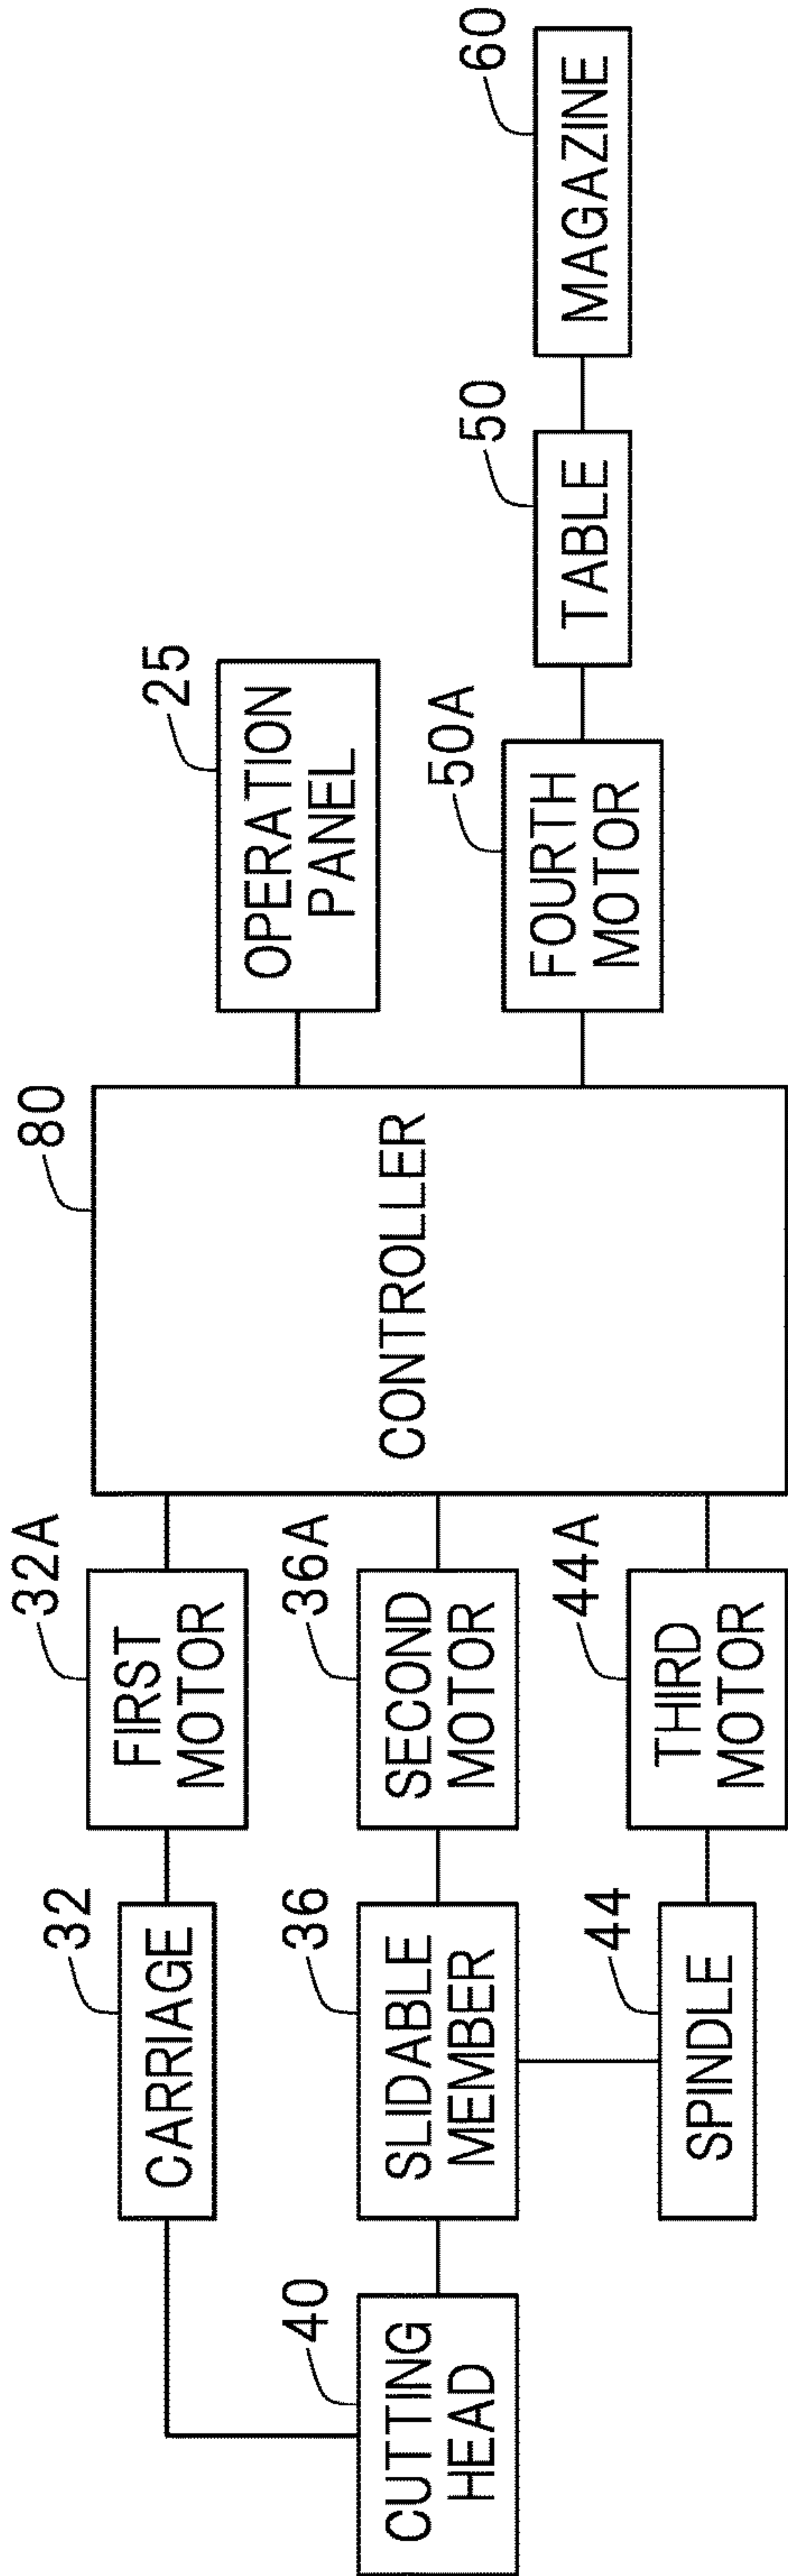 32
CARRIAGE
32A
FIRST
MOTOR
80
CONTROLLER
25
OPERATION
PANEL
40
CUTTING
HEAD
36
SLIDABLE
MEMBER
36A
SECOND
MOTOR
50A
FOURTH
MOTOR
50
TABLE
60
MAGAZINE
44
SPINDLE
44A
THIRD
MOTOR